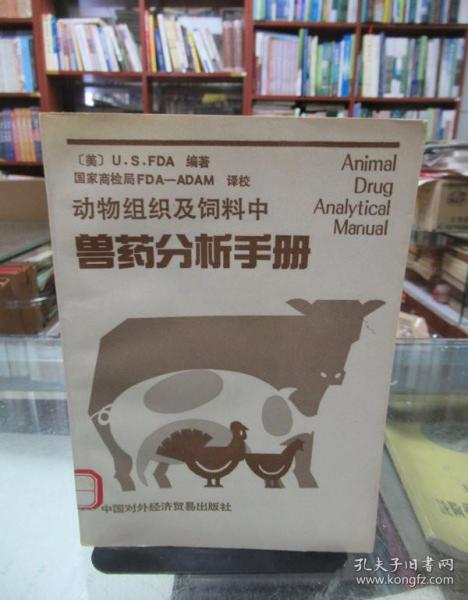 〔美〕U.S.FDA 编著
国家商检局FDA—ADAM 译校
动物组织及饲料中
兽药分析手册
Animal
Drug
Analytical
Manual
中国对外经济贸易出版社
孔夫子旧书网
www.kongfz.com